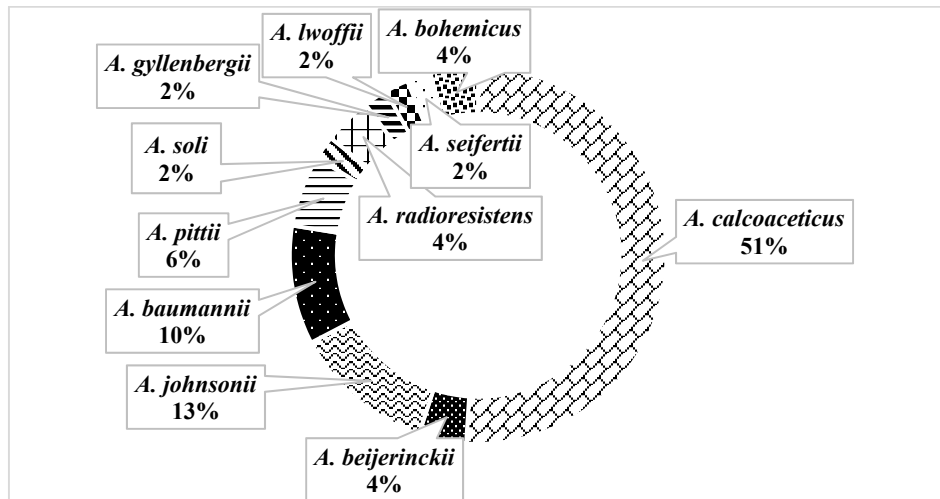 A. lwoffii
2%
A. bohemicus
4%
A. gyllenbergii
2%
A. soli
2%
A. seifertii
2%
A. radioresistens
4%
A. calcoaceticus
51%
A. pittii
6%
A. baumannii
10%
A. johnsonii
13%
A. beijerinckii
4%